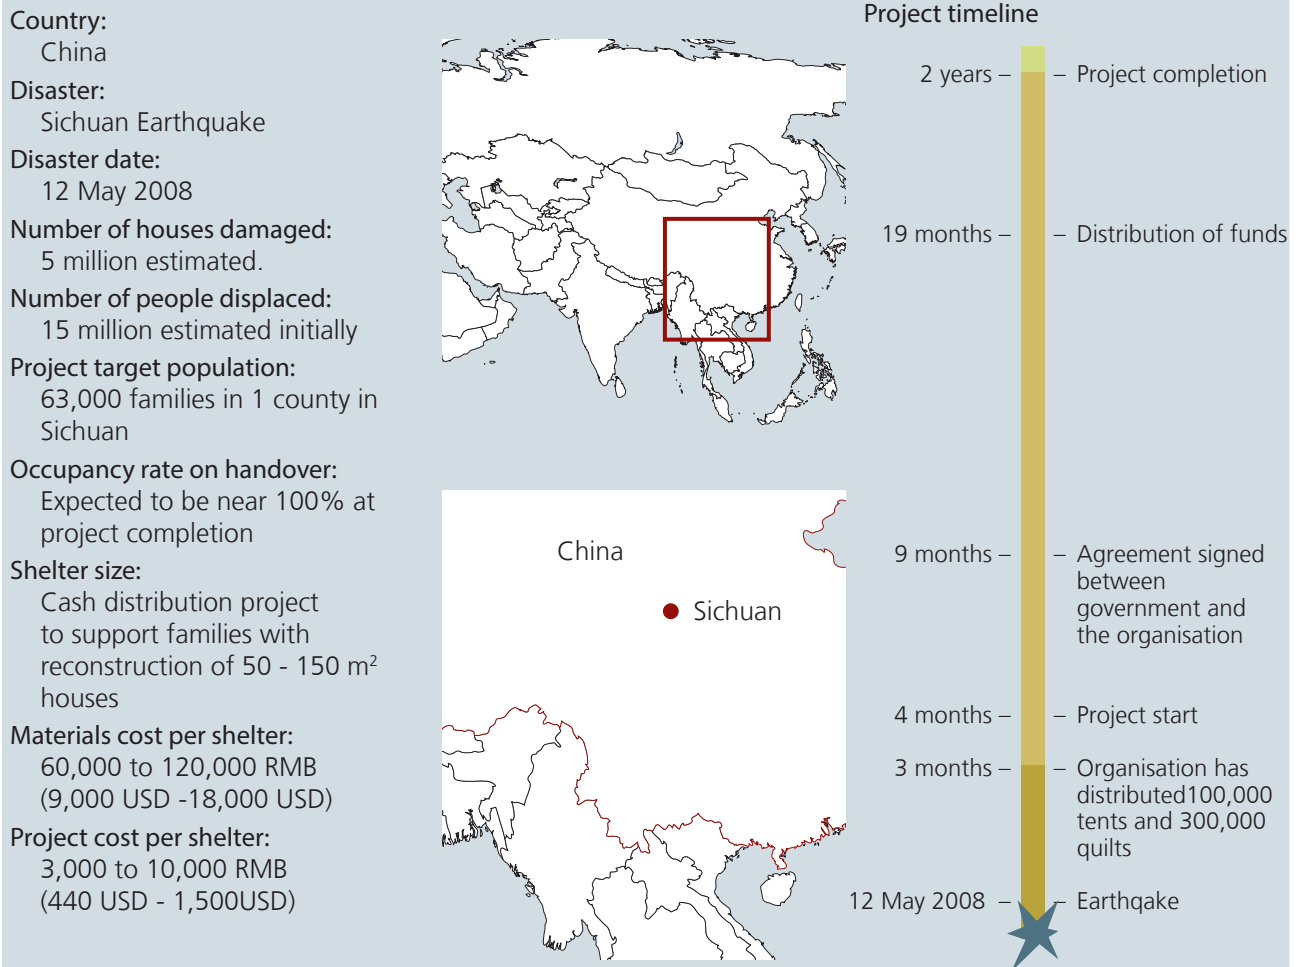 Country:
China
Disaster:
Sichuan Earthquake
Disaster date:
12 May 2008
Number of houses damaged:
5 million estimated.
Number of people displaced:
15 million estimated initially
Project target population:
63,000 families in 1 county in
Sichuan
Occupancy rate on handover:
Expected to be near 100% at
project completion
Shelter size:
Cash distribution project
to support families with
reconstruction of 50 - 150 m²
houses
Materials cost per shelter:
60,000 to 120,000 RMB
(9,000 USD -18,000 USD)
Project cost per shelter:
3,000 to 10,000 RMB
(440 USD - 1,500USD)
China
Sichuan
Project timeline
2 years – – Project completion
19 months – – Distribution of funds
9 months – – Agreement signed
between
government and
the organisation
4 months – – Project start
3 months – – Organisation has
distributed100,000
tents and 300,000
quilts
12 May 2008 – – Earthqake